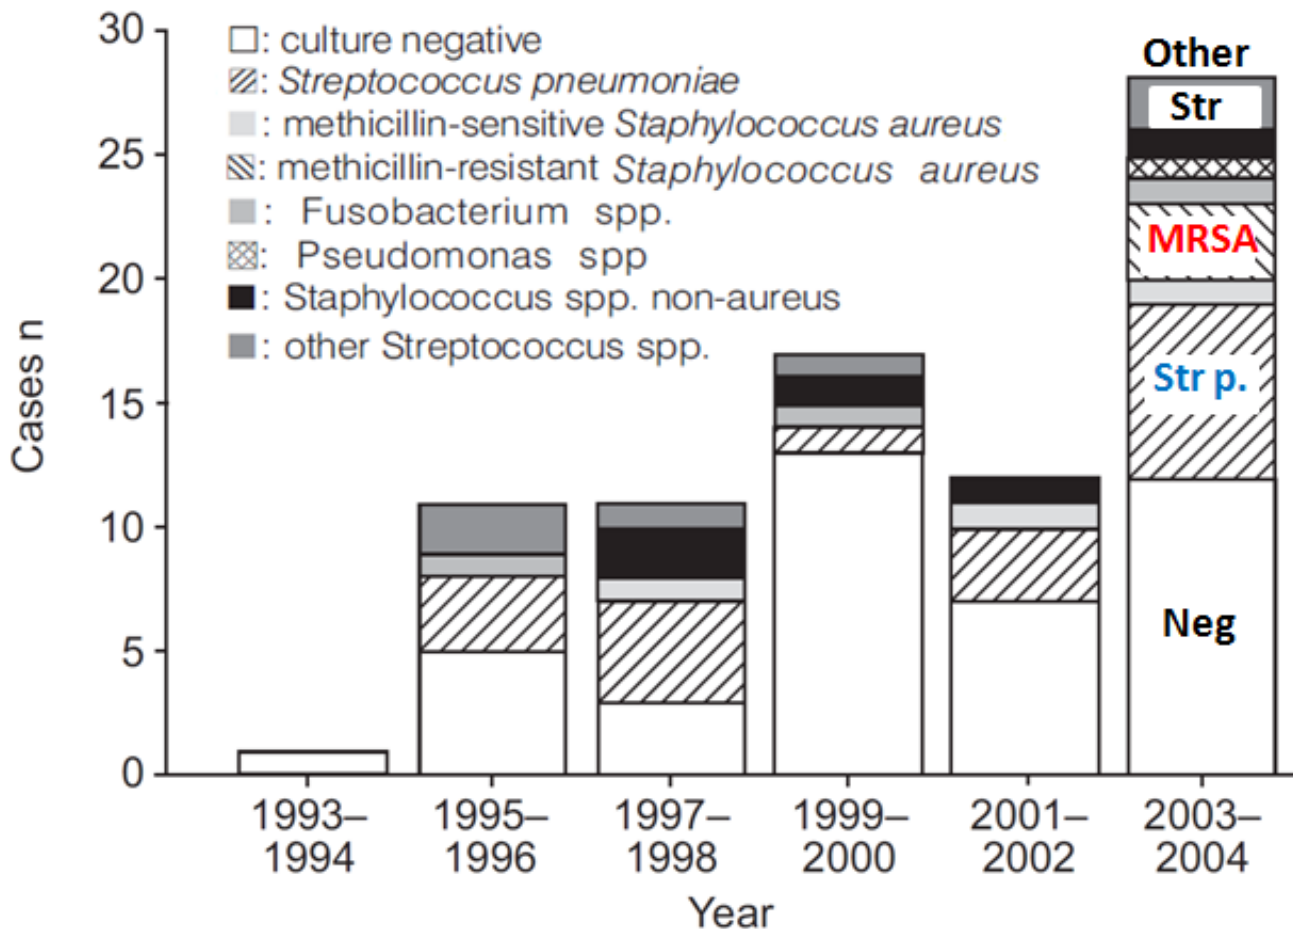 30
25
20
15
10
5
0
Cases n
: culture negative
: Streptococcus pneumoniae
: methicillin-sensitive Staphylococcus aureus
: methicillin-resistant Staphylococcus aureus
: Fusobacterium spp.
: Pseudomonas spp
: Staphylococcus spp. non-aureus
: other Streptococcus spp.
Other
Str
MRSA
Str p.
Neg
1993–
1994
1995–
1996
1997–
1998
1999–
2000
2001–
2002
2003–
2004
Year